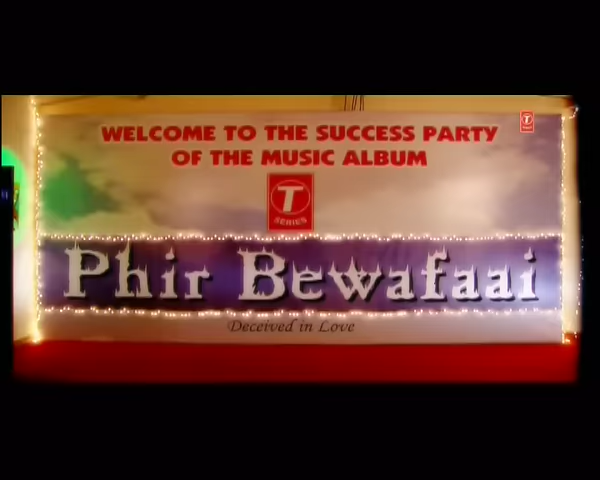 WELCOME TO THE SUCCESS PARTY
OF THE MUSIC ALBUM
T
SERIES
Phir Bewafaai
Deceived in Love